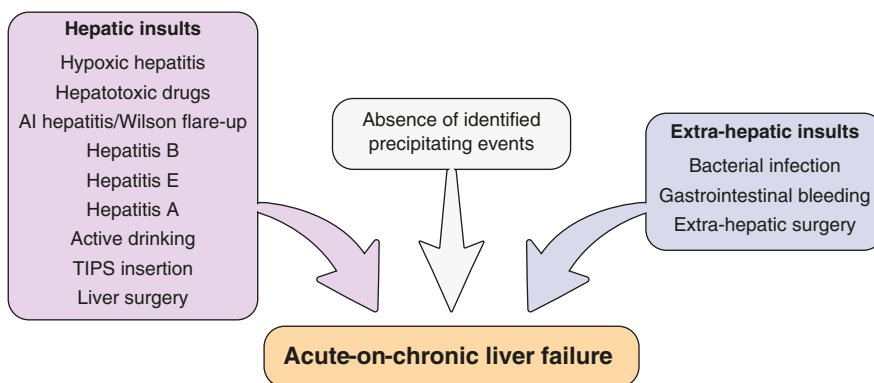 Hepatic insults
Hypoxic hepatitis
Hepatotoxic drugs
AI hepatitis/Wilson flare-up
Hepatitis B
Hepatitis E
Hepatitis A
Active drinking
TIPS insertion
Liver surgery
Absence of identified
precipitating events
Extra-hepatic insults
Bacterial infection
Gastrointestinal bleeding
Extra-hepatic surgery
Acute-on-chronic liver failure